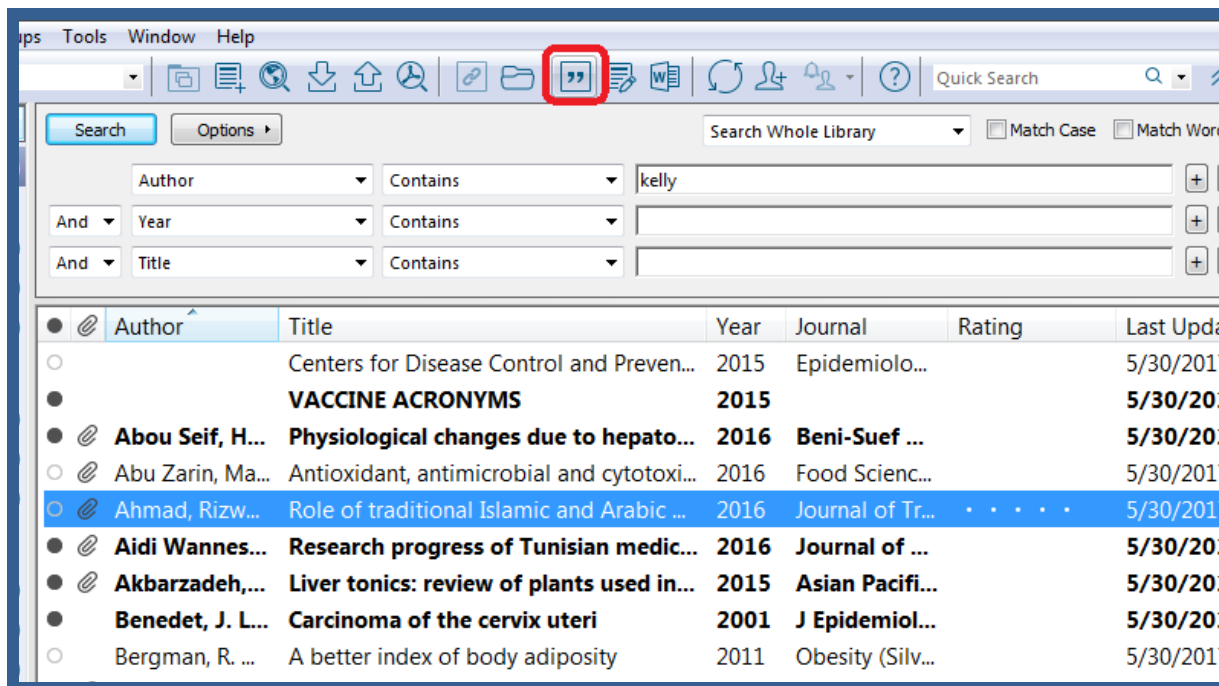 ups Tools Window Help
Quick Search
Search Options Search Whole Library Match Case Match Word
Author Contains kelly +
And Year Contains +
And Title Contains +
Author Title Year Journal Rating Last Upda
Centers for Disease Control and Preven... 2015 Epidemiolo... 5/30/201
VACCINE ACRONYMS 2015 5/30/201
Abou Seif, H... Physiological changes due to hepato... 2016 Beni-Suef ... 5/30/201
Abu Zarin, Ma... Antioxidant, antimicrobial and cytotoxi... 2016 Food Scienc... 5/30/201
Ahmad, Rizw... Role of traditional Islamic and Arabic ... 2016 Journal of Tr... 5/30/201
Aidi Wannes... Research progress of Tunisian medic... 2016 Journal of ... 5/30/201
Akbarzadeh,... Liver tonics: review of plants used in... 2015 Asian Pacifi... 5/30/201
Benedet, J. L... Carcinoma of the cervix uteri 2001 J Epidemiol... 5/30/201
Bergman, R. ... A better index of body adiposity 2011 Obesity (Silv... 5/30/201